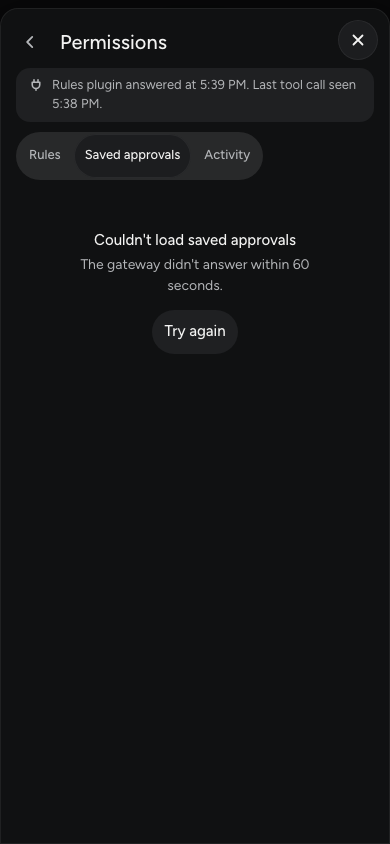 Permissions
Rules plugin answered at 5:39 PM. Last tool call seen
5:38 PM.
Rules
Saved approvals
Activity
Couldn't load saved approvals
The gateway didn't answer within 60
seconds.
Try again